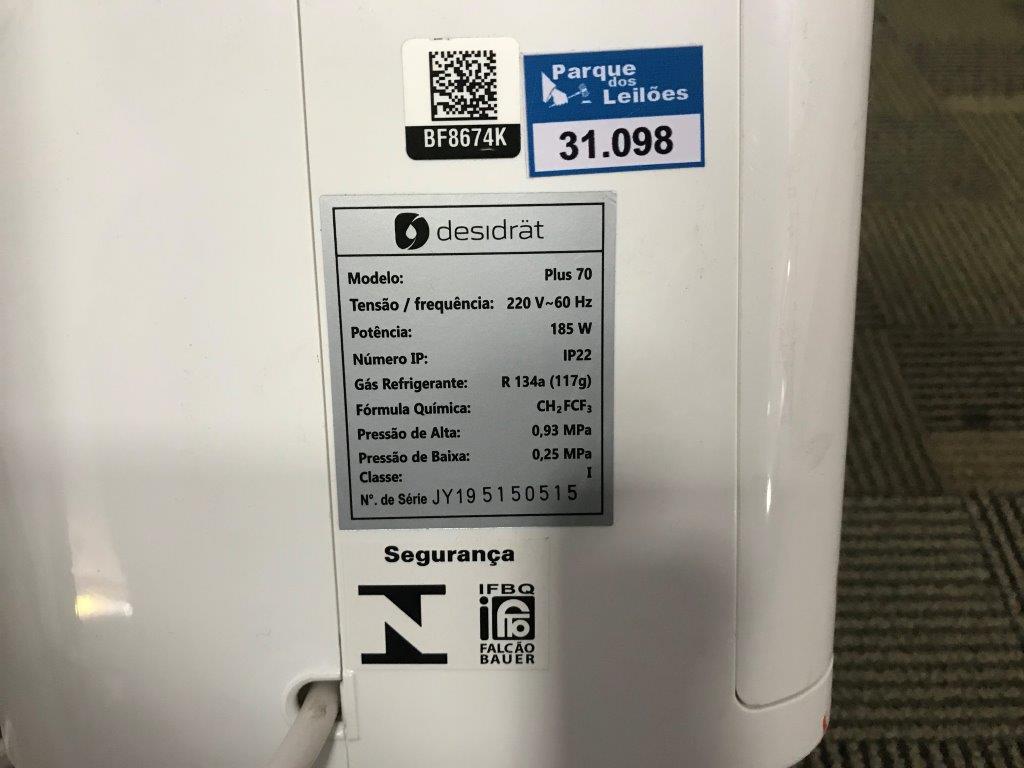 BF8674K
Parque
dos
Leilões
31.098
desidrät
Modelo: Plus 70
Tensão / frequência: 220 V~60 Hz
Potência: 185 W
Número IP: IP22
Gás Refrigerante: R 134a (117g)
Fórmula Química: CH₂FCF₃
Pressão de Alta: 0,93 MPa
Pressão de Baixa: 0,25 MPa
Classe: I
Nº. de Série JY195150515
Segurança
IFBQ
FALCÃO
BAUER